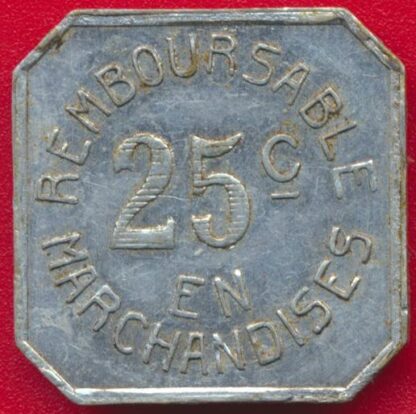 REMBOURSABLE
25 C
EN
MARCHANDISES